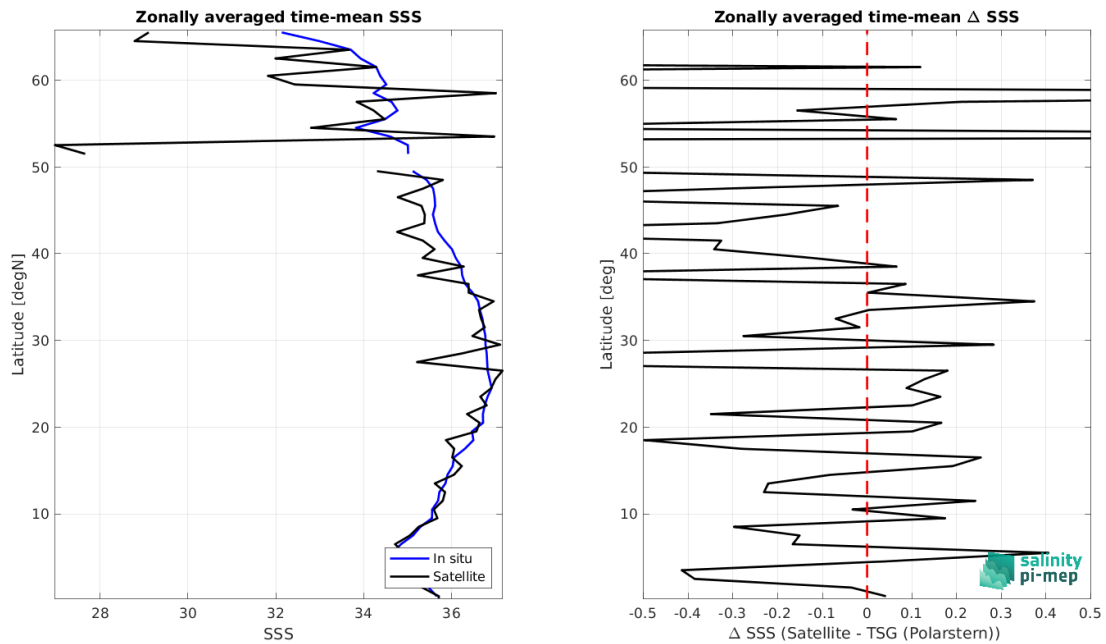 Zonally averaged time-mean SSS
Latitude [degN]
60
50
40
30
20
10
28
30
32
34
36
SSS
In situ
Satellite
Zonally averaged time-mean Δ SSS
Latitude [deg]
60
50
40
30
20
10
-0.5
-0.4
-0.3
-0.2
-0.1
0
0.1
0.2
0.3
0.4
0.5
Δ SSS (Satellite - TSG (Polarstern))
salinity
pi-mep